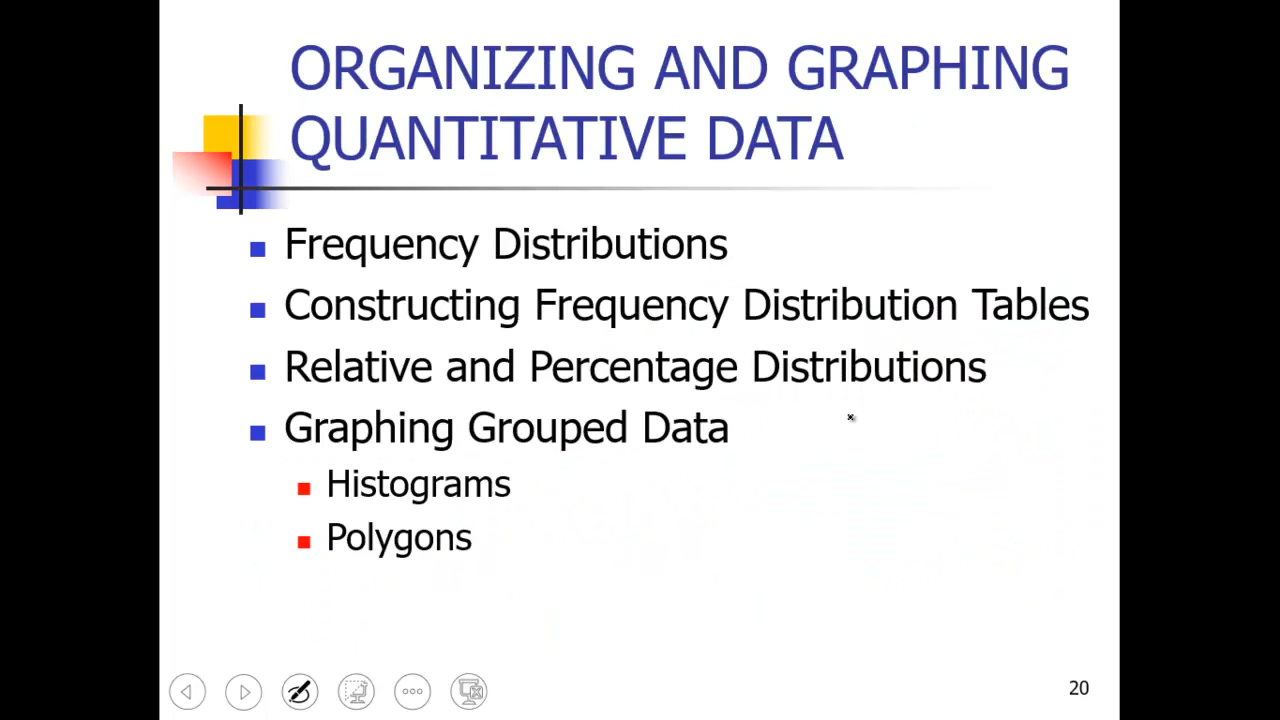 ORGANIZING AND GRAPHING
QUANTITATIVE DATA
Frequency Distributions
Constructing Frequency Distribution Tables
Relative and Percentage Distributions
Graphing Grouped Data
Histograms
Polygons
20